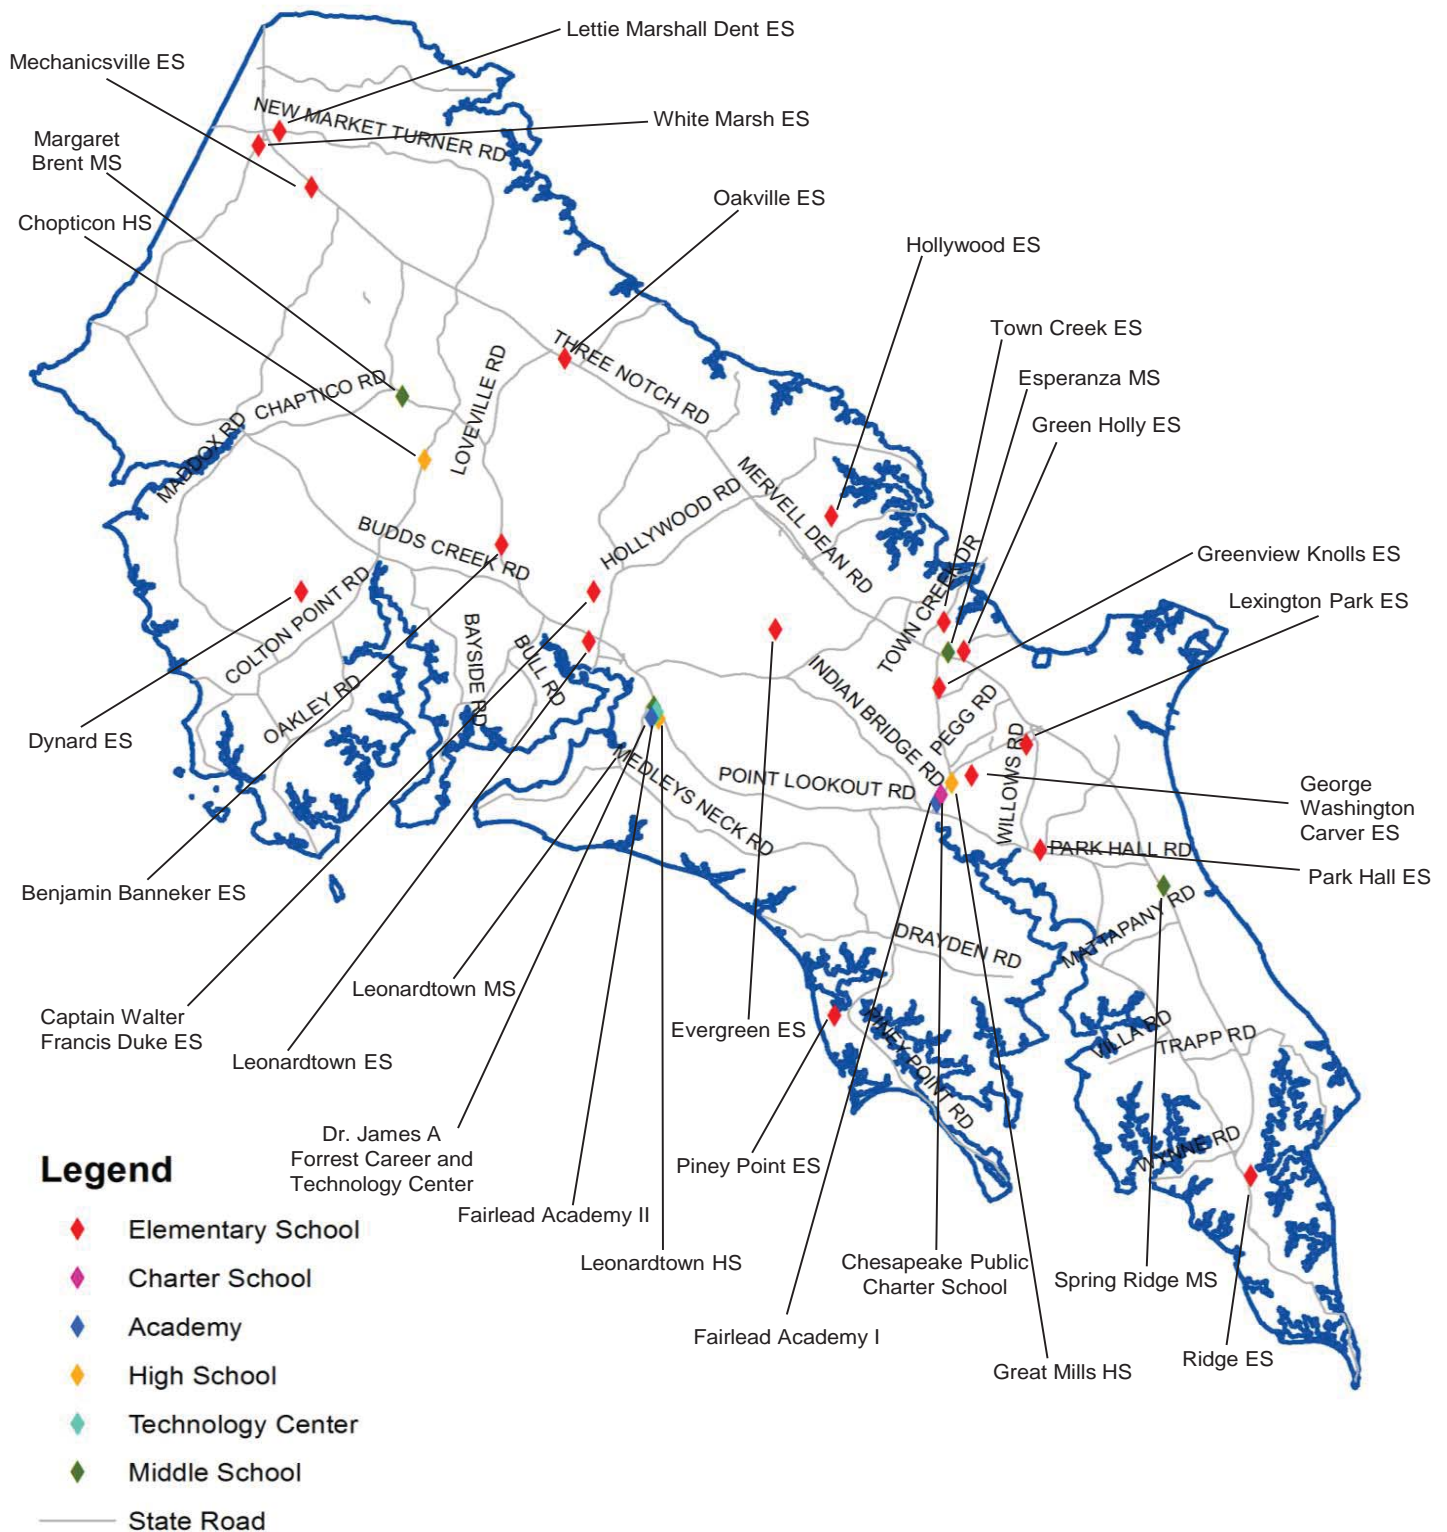 Lettie Marshall Dent ES
Mechanicsville ES
NEW MARKET TURNER RD
White Marsh ES
Margaret
Brent MS
Oakville ES
Chopticon HS
Hollywood ES
Town Creek ES
THREE NOTCH RD
LOVEVILLE RD
Esperanza MS
CHAPTICO RD
Green Holly ES
MADDOX RD
MERVELL DEAN RD
HOLLYWOOD RD
BUDDS CREEK RD
TOWN CREEK DR
Greenview Knolls ES
Lexington Park ES
COLTON POINT RD
BAYSIDE RD
BULL RD
INDIAN BRIDGE RD
PEGG RD
OAKLEY RD
Dynard ES
WILLOWS RD
MEDLEYS NECK RD
POINT LOOKOUT RD
George
Washington
Carver ES
PARK HALL RD
Park Hall ES
Benjamin Banneker ES
MATTAPANY RD
DRAYDEN RD
Leonardtown MS
Captain Walter
Francis Duke ES
Evergreen ES
PINEY POINT RD
VILLA RD
TRAPP RD
Leonardtown ES
Dr. James A
Forrest Career and
Technology Center
WYNNE RD
Piney Point ES
Fairlead Academy II
Leonardtown HS
Chesapeake Public
Charter School
Spring Ridge MS
Fairlead Academy I
Great Mills HS
Ridge ES
Legend
Elementary School
Charter School
Academy
High School
Technology Center
Middle School
State Road